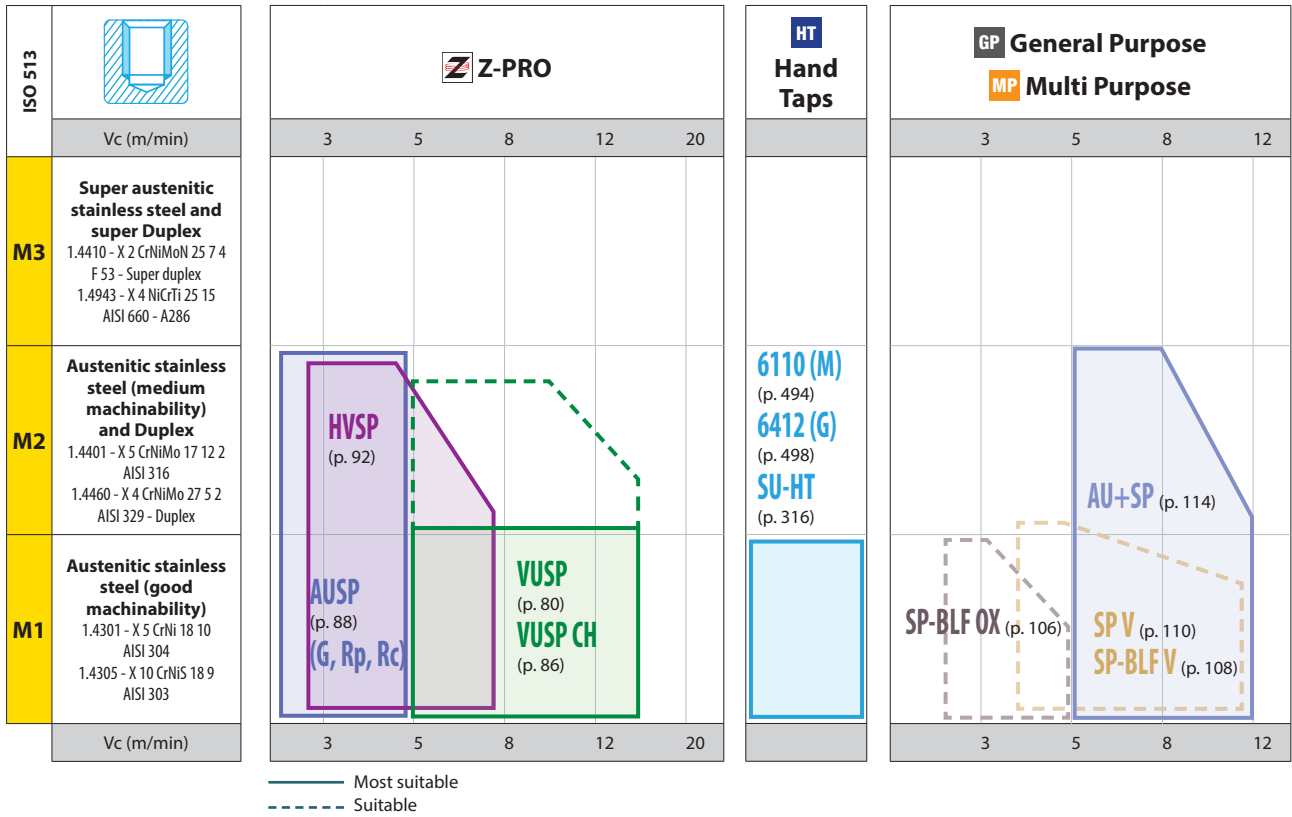 ISO 513
Vc (m/min)
Z Z-PRO
3 5 8 12 20
HT
Hand
Taps
GP General Purpose
MP Multi Purpose
3 5 8 12
M3
Super austenitic
stainless steel and
super Duplex
1.4410 - X 2 CrNiMoN 25 7 4
F 53 - Super duplex
1.4943 - X 4 NiCrTi 25 15
AISI 660 - A286
M2
Austenitic stainless
steel (medium
machinability)
and Duplex
1.4401 - X 5 CrNiMo 17 12 2
AISI 316
1.4460 - X 4 CrNiMo 27 5 2
AISI 329 - Duplex
HVSP
(p. 92)
6110 (M)
(p. 494)
6412 (G)
(p. 498)
SU-HT
(p. 316)
AU+SP (p. 114)
M1
Austenitic stainless
steel (good
machinability)
1.4301 - X 5 CrNi 18 10
AISI 304
1.4305 - X 10 CrNiS 18 9
AISI 303
AUSP
(p. 88)
(G, Rp, Rc)
VUSP
(p. 80)
VUSP CH
(p. 86)
SP-BLF OX (p. 106)
SP V (p. 110)
SP-BLF V (p. 108)
Vc (m/min)
3 5 8 12 20
3 5 8 12
Most suitable
Suitable